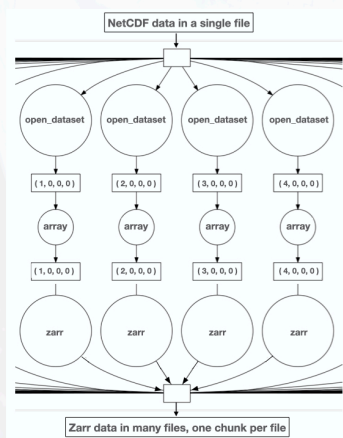 NetCDF data in a single file
open_dataset open_dataset open_dataset open_dataset
( 1, 0, 0, 0 ) ( 2, 0, 0, 0 ) ( 3, 0, 0, 0 ) ( 4, 0, 0, 0 )
array array array array
( 1, 0, 0, 0 ) ( 2, 0, 0, 0 ) ( 3, 0, 0, 0 ) ( 4, 0, 0, 0 )
zarr zarr zarr zarr
Zarr data in many files, one chunk per file